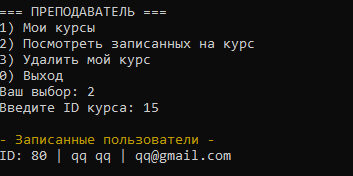 === ПРЕПОДАВАТЕЛЬ ===
1) Мои курсы
2) Посмотреть записанных на курс
3) Удалить мой курс
0) Выход
Ваш выбор: 2
Введите ID курса: 15
- Записанные пользователи -
ID: 80 | qq qq | qq@gmail.com